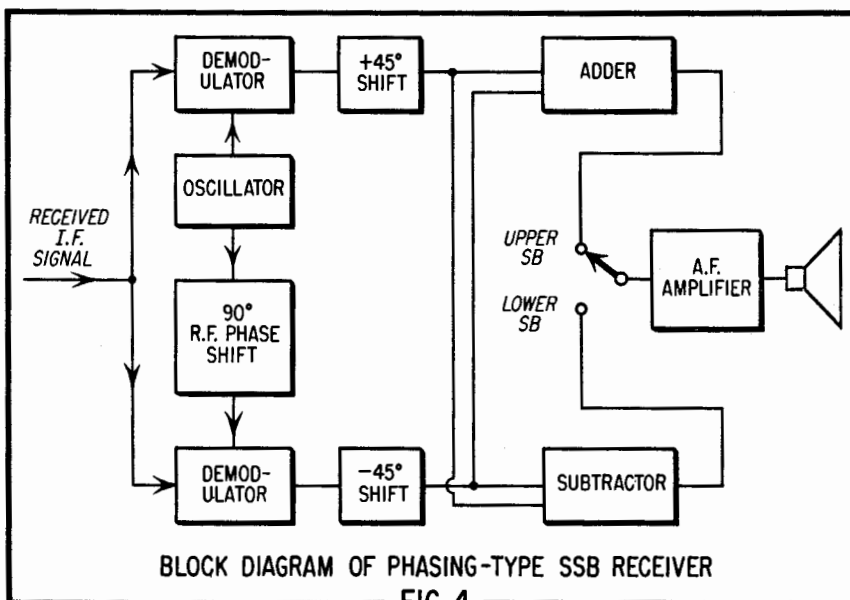 DEMOD-
ULATOR
+45°
SHIFT
ADDER
OSCILLATOR
RECEIVED
I.F.
SIGNAL
UPPER
SB
A.F.
AMPLIFIER
90°
R.F. PHASE
SHIFT
LOWER
SB
DEMOD-
ULATOR
−45°
SHIFT
SUBTRACTOR
BLOCK DIAGRAM OF PHASING-TYPE SSB RECEIVER
FIG. 4